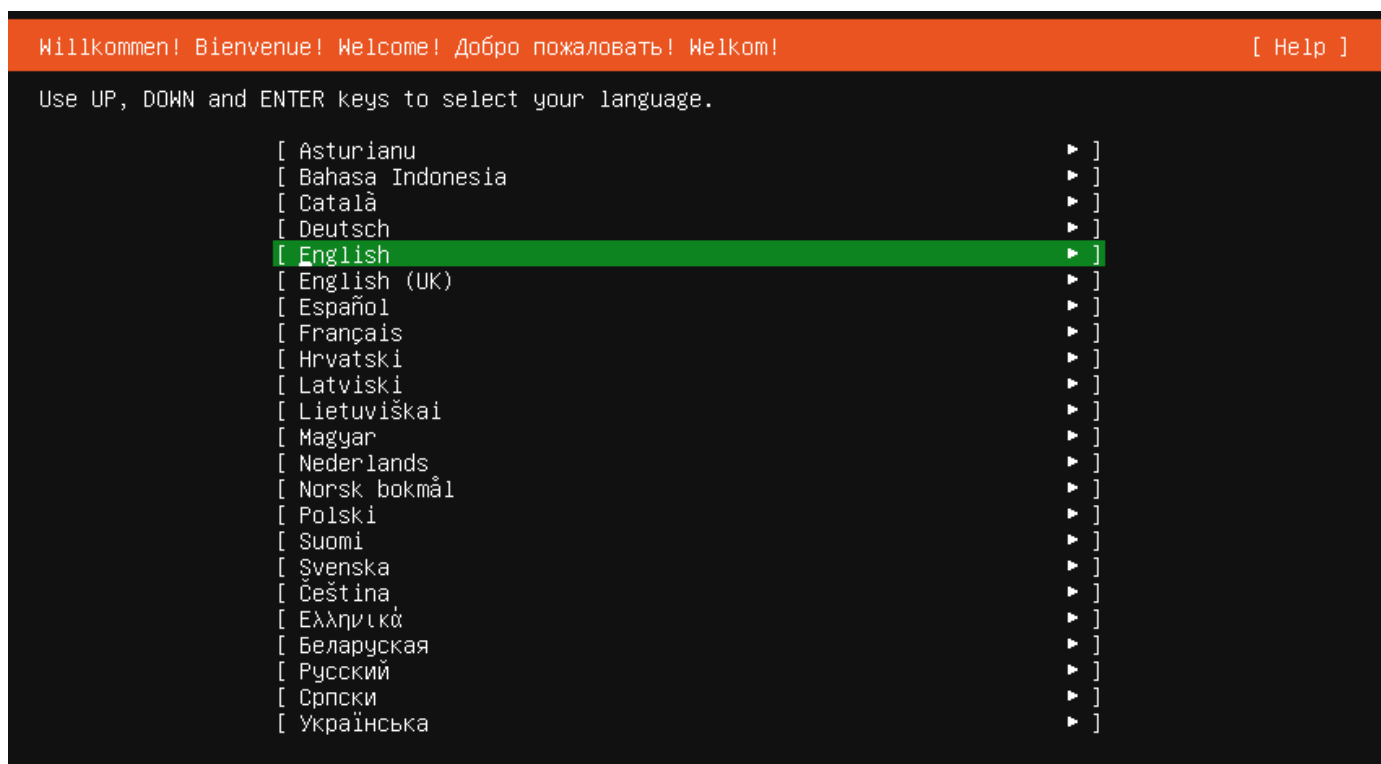 Willkommen! Bienvenue! Welcome! Добро пожаловать! Welkom! [ Help ]
Use UP, DOWN and ENTER keys to select your language.
[ Asturianu ► ]
[ Bahasa Indonesia ► ]
[ Català ► ]
[ Deutsch ► ]
[ English ► ]
[ English (UK) ► ]
[ Español ► ]
[ Français ► ]
[ Hrvatski ► ]
[ Latviski ► ]
[ Lietuviškai ► ]
[ Magyar ► ]
[ Nederlands ► ]
[ Norsk bokmål ► ]
[ Polski ► ]
[ Suomi ► ]
[ Svenska ► ]
[ Čeština ► ]
[ Ελληνικά ► ]
[ Беларуская ► ]
[ Русский ► ]
[ Српски ► ]
[ Українська ► ]